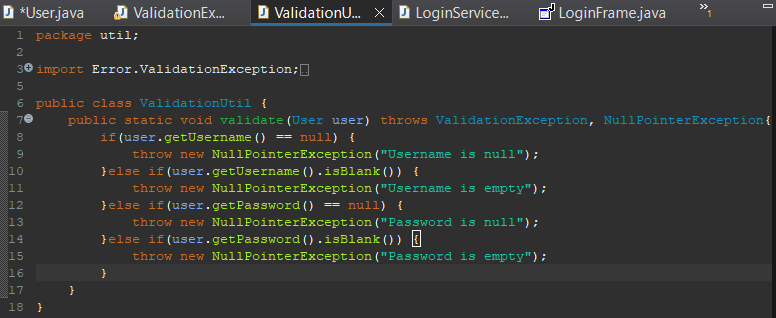 *User.java ValidationEx... ValidationU... LoginService... LoginFrame.java »1
1 package util;
2
3 import Error.ValidationException;
6 public class ValidationUtil {
7 public static void validate(User user) throws ValidationException, NullPointerException{
8 if(user.getUsername() == null) {
9 throw new NullPointerException("Username is null");
10 }else if(user.getUsername().isBlank()) {
11 throw new NullPointerException("Username is empty");
12 }else if(user.getPassword() == null) {
13 throw new NullPointerException("Password is null");
14 }else if(user.getPassword().isBlank()) {
15 throw new NullPointerException("Password is empty");
16 }
17 }
18 }